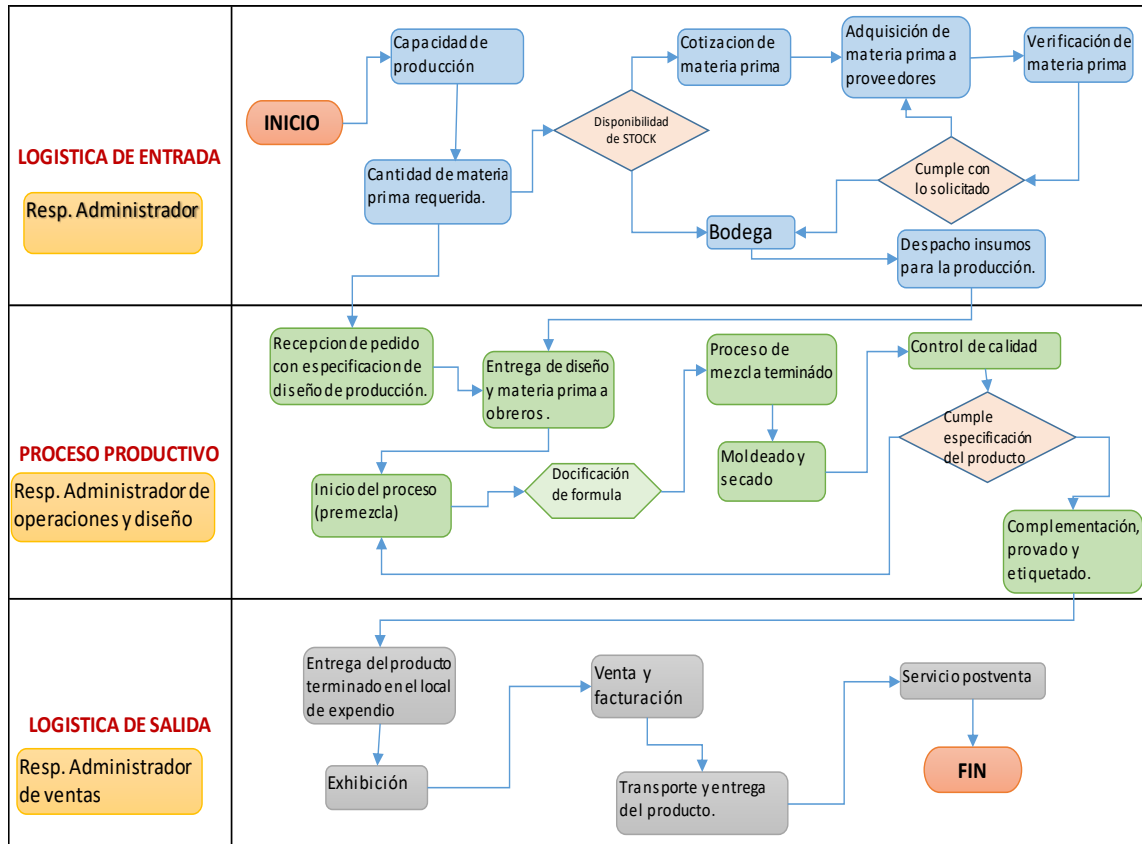 LOGISTICA DE ENTRADA
Resp. Administrador
INICIO
Capacidad de
producción
Cantidad de materia
prima requerida.
Disponibilidad
de STOCK
Cotizacion de
materia prima
Adquisición de
materia prima a
proveedores
Verificación de
materia prima
Cumple con
lo solicitado
Bodega
Despacho insumos
para la producción.
PROCESO PRODUCTIVO
Resp. Administrador de
operaciones y diseño
Recepcion de pedido
con especificacion de
diseño de producción.
Entrega de diseño
y materia prima a
obreros .
Inicio del proceso
(premezcla)
Docificación
de formula
Proceso de
mezcla terminádo
Moldeado y
secado
Control de calidad
Cumple
especificación
del producto
Complementación,
provado y
etiquetado.
LOGISTICA DE SALIDA
Resp. Administrador
de ventas
Entrega del producto
terminado en el local
de expendio
Exhibición
Venta y
facturación
Transporte y entrega
del producto.
Servicio postventa
FIN